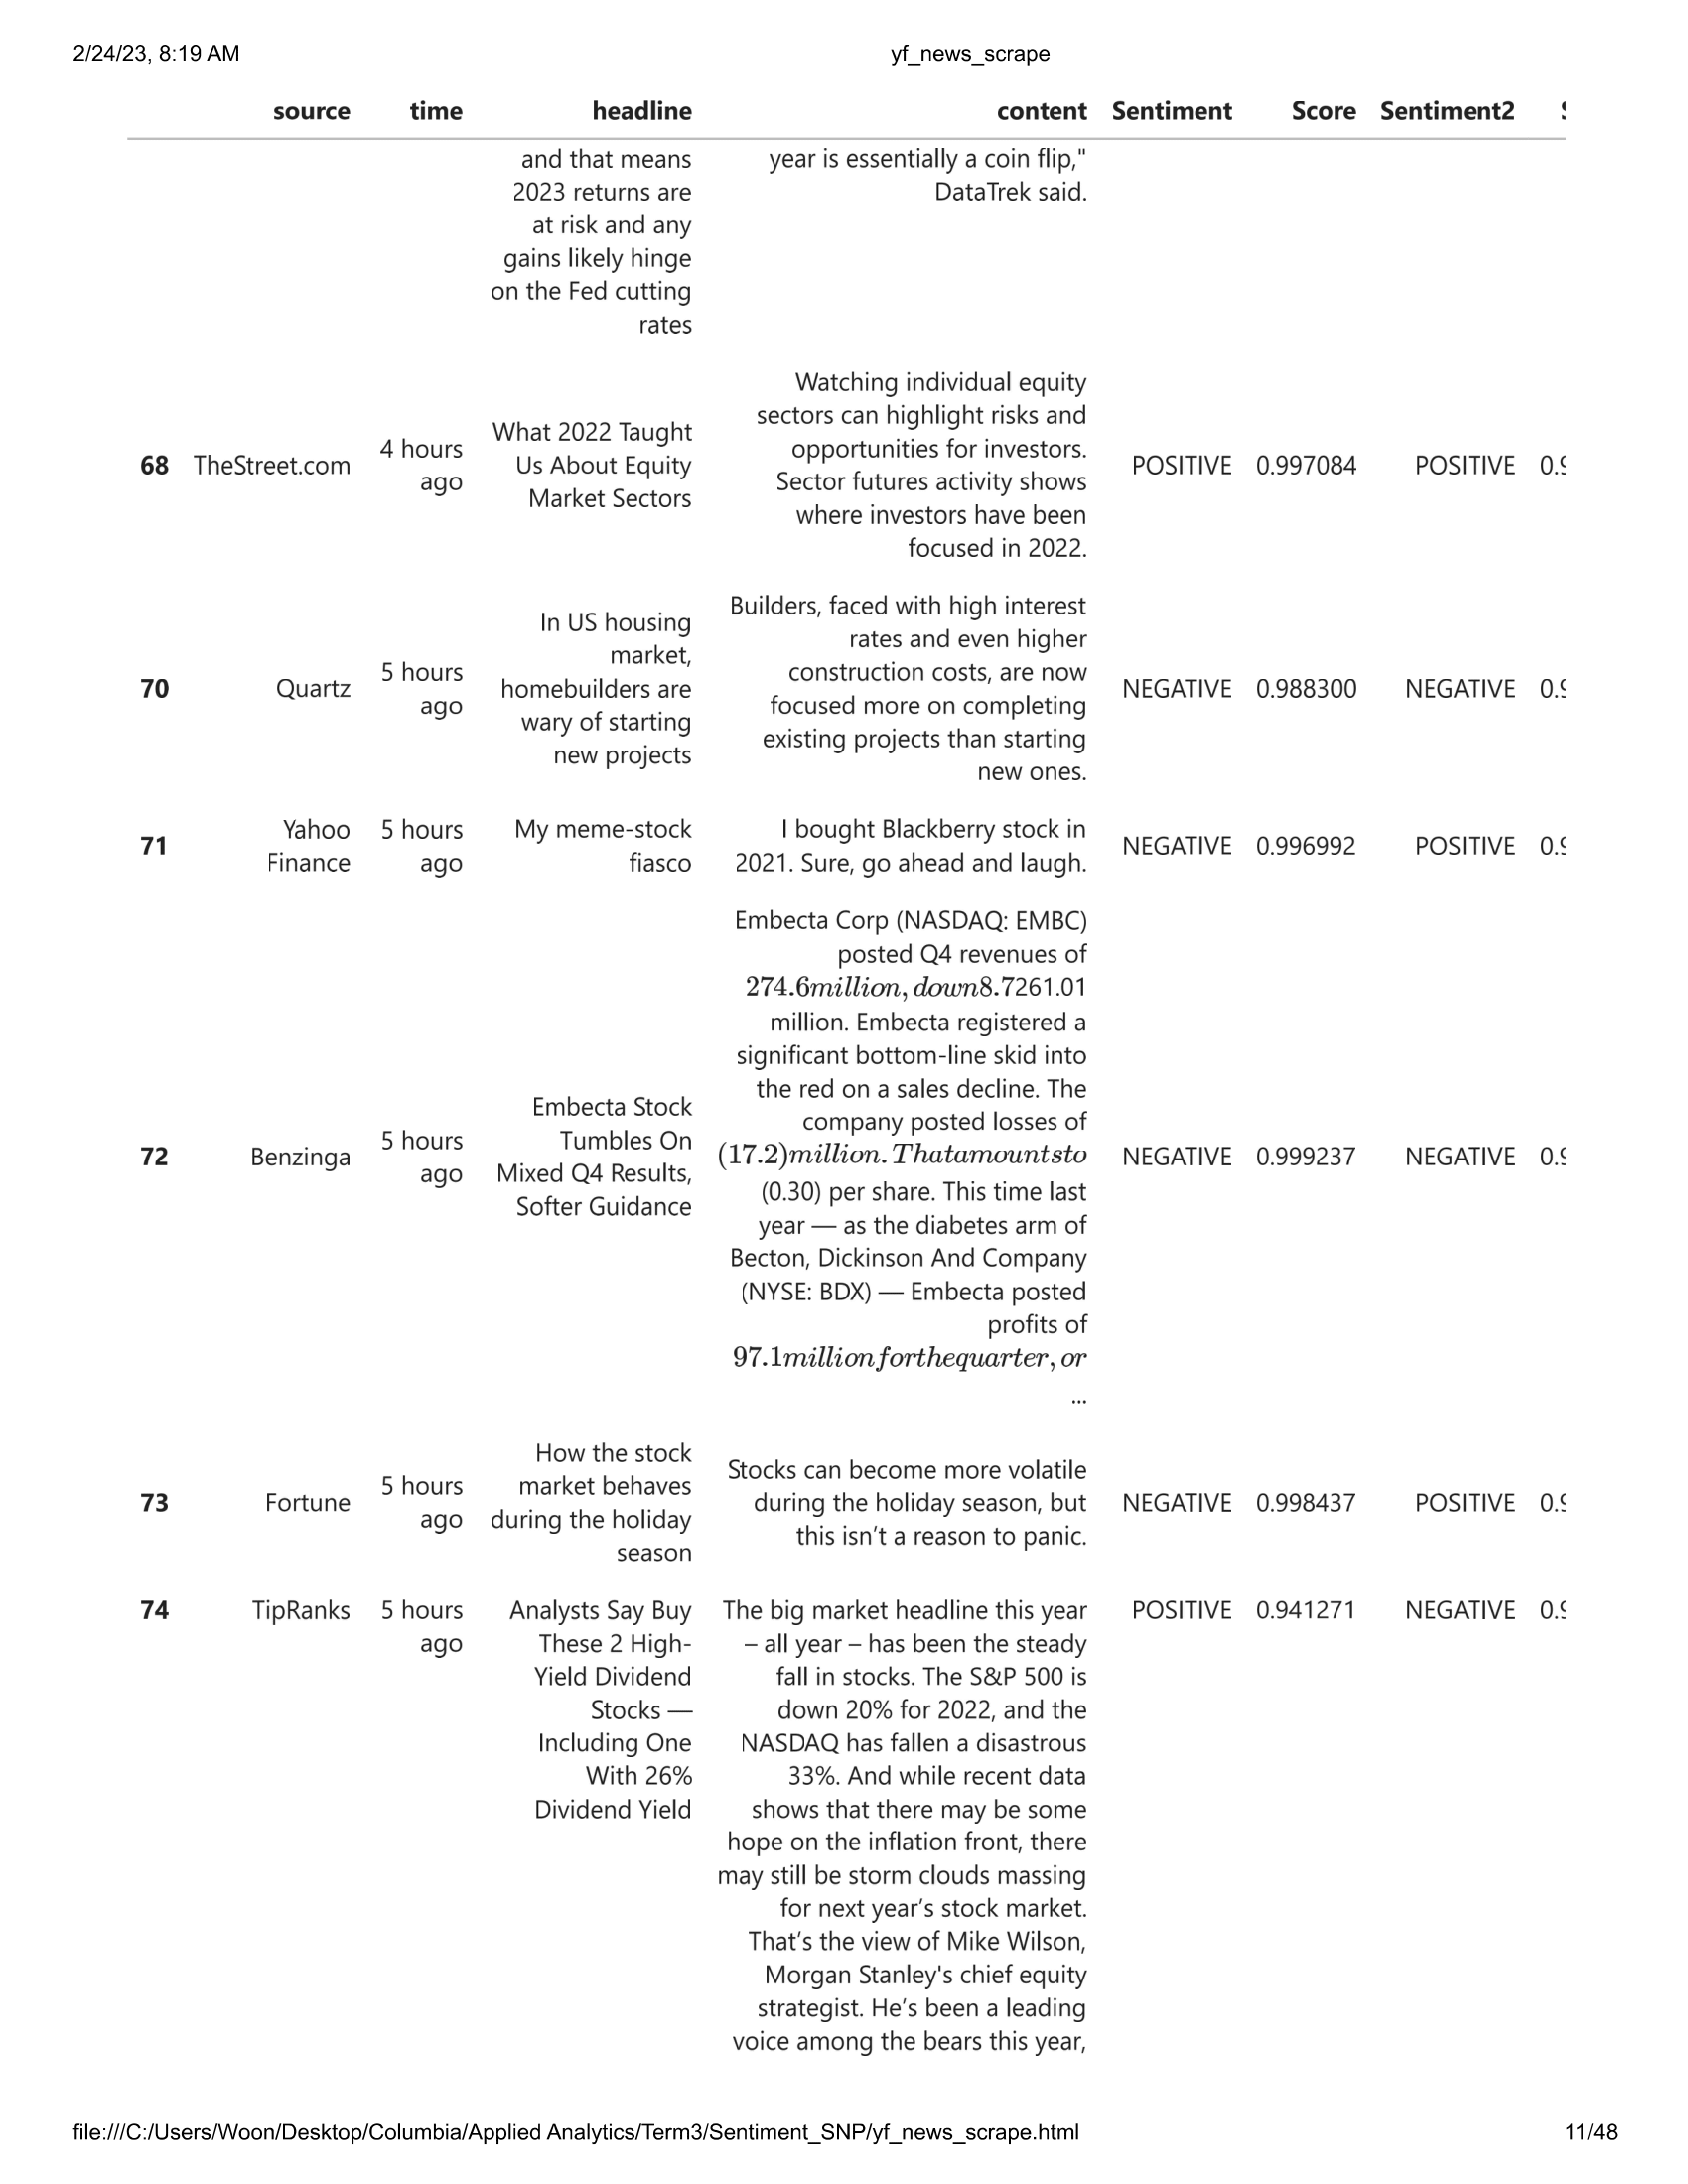 2/24/23, 8:19 AM yf_news_scrape
source time headline content Sentiment Score Sentiment2
and that means year is essentially a coin flip,"
2023 returns are DataTrek said.
at risk and any
gains likely hinge
on the Fed cutting
rates
68 TheStreet.com 4 hours
ago
What 2022 Taught
Us About Equity
Market Sectors
Watching individual equity
sectors can highlight risks and
opportunities for investors.
Sector futures activity shows
where investors have been
focused in 2022.
POSITIVE 0.997084 POSITIVE 0.9
70 Quartz 5 hours
ago
In US housing
market,
homebuilders are
wary of starting
new projects
Builders, faced with high interest
rates and even higher
construction costs, are now
focused more on completing
existing projects than starting
new ones.
NEGATIVE 0.988300 NEGATIVE 0.9
71 Yahoo
Finance
5 hours
ago
My meme-stock
fiasco
I bought Blackberry stock in
2021. Sure, go ahead and laugh.
NEGATIVE 0.996992 POSITIVE 0.9
72 Benzinga 5 hours
ago
Embecta Stock
Tumbles On
Mixed Q4 Results,
Softer Guidance
Embecta Corp (NASDAQ: EMBC)
posted Q4 revenues of
274.6million, down8.7261.01
million. Embecta registered a
significant bottom-line skid into
the red on a sales decline. The
company posted losses of
(17.2)million. Thatamountsto
(0.30) per share. This time last
year — as the diabetes arm of
Becton, Dickinson And Company
(NYSE: BDX) — Embecta posted
profits of
97.1millionforthequarter, or
...
NEGATIVE 0.999237 NEGATIVE 0.9
73 Fortune 5 hours
ago
How the stock
market behaves
during the holiday
season
Stocks can become more volatile
during the holiday season, but
this isn’t a reason to panic.
NEGATIVE 0.998437 POSITIVE 0.9
74 TipRanks 5 hours
ago
Analysts Say Buy
These 2 High-
Yield Dividend
Stocks —
Including One
With 26%
Dividend Yield
The big market headline this year
– all year – has been the steady
fall in stocks. The S&P 500 is
down 20% for 2022, and the
NASDAQ has fallen a disastrous
33%. And while recent data
shows that there may be some
hope on the inflation front, there
may still be storm clouds massing
for next year’s stock market.
That’s the view of Mike Wilson,
Morgan Stanley's chief equity
strategist. He’s been a leading
voice among the bears this year,
POSITIVE 0.941271 NEGATIVE 0.9
file:///C:/Users/Woon/Desktop/Columbia/Applied Analytics/Term3/Sentiment_SNP/yf_news_scrape.html 11/48